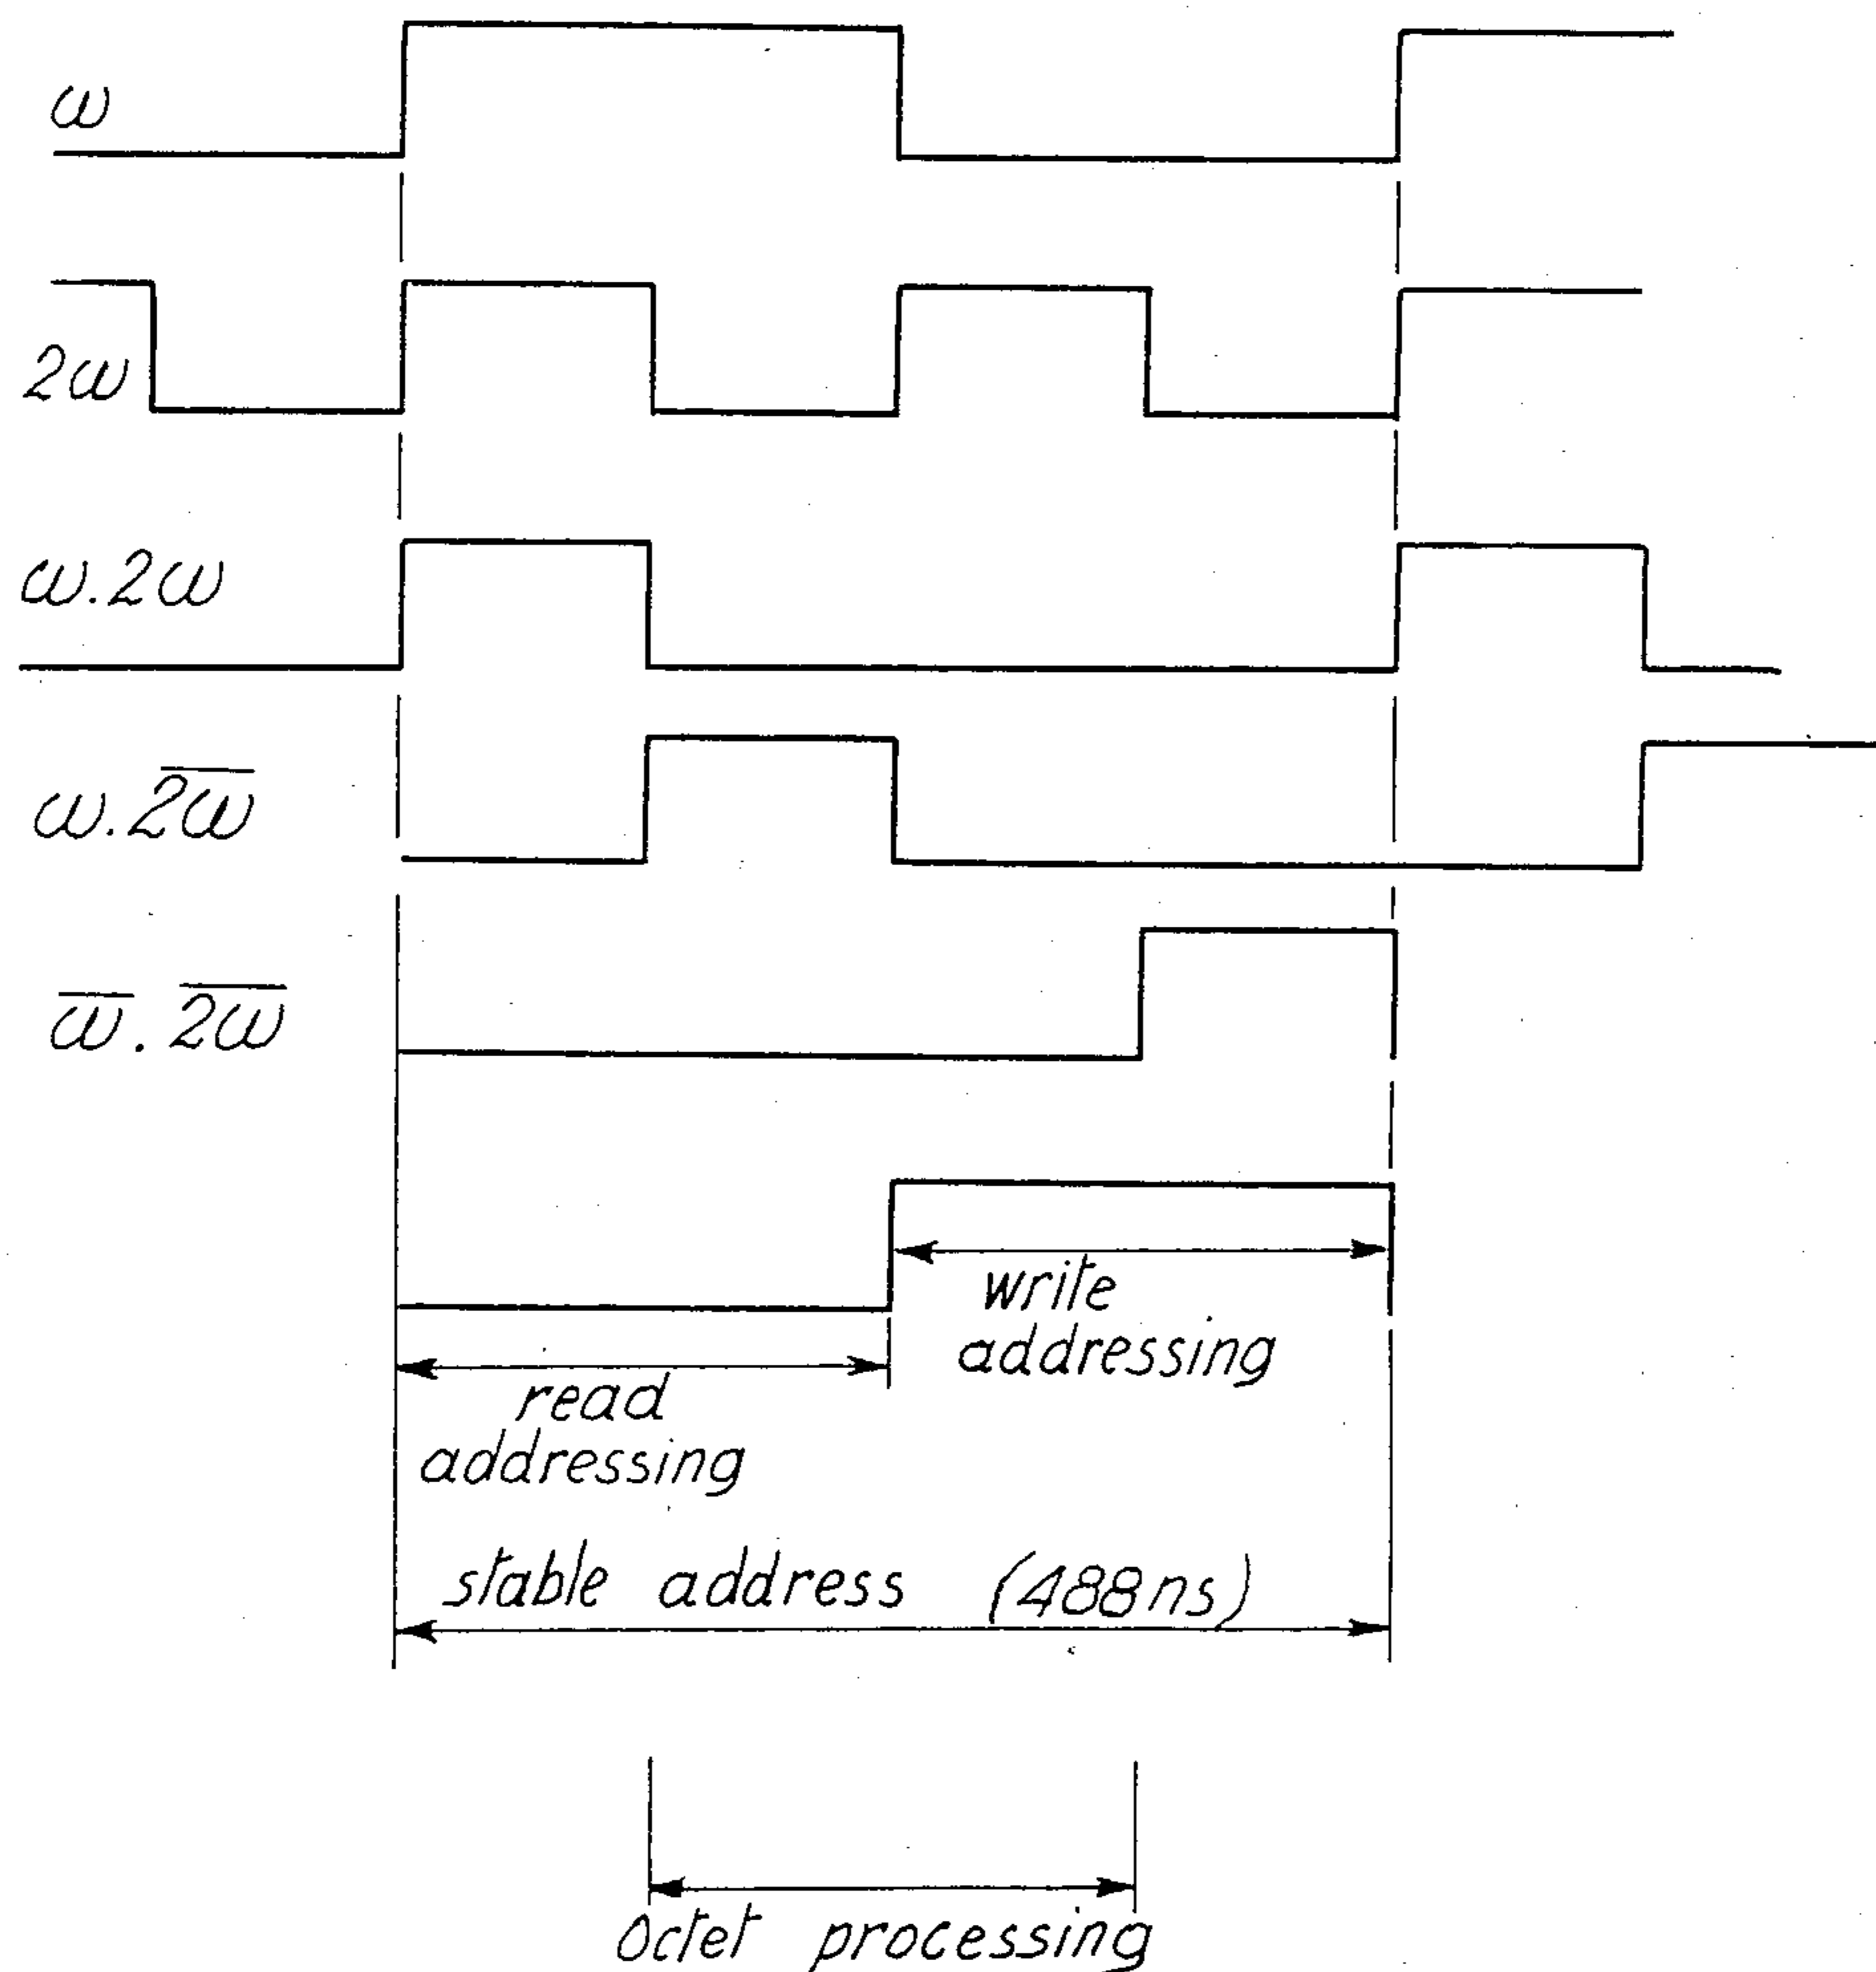 ω
2ω
ω.2ω
ω.2̅ω̅
ω̅.2̅ω̅
write
addressing
read
addressing
stable address (488ns)
Octet processing